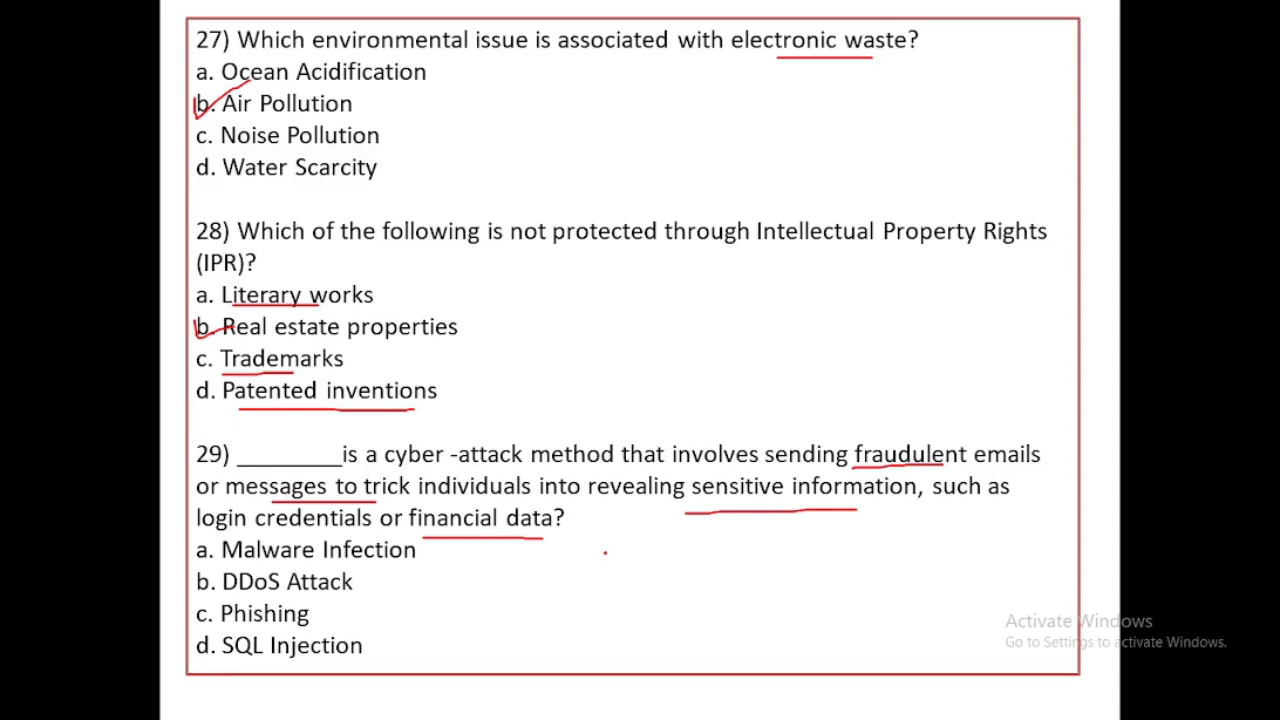 27) Which environmental issue is associated with electronic waste?
a. Ocean Acidification
b. Air Pollution
c. Noise Pollution
d. Water Scarcity
28) Which of the following is not protected through Intellectual Property Rights
(IPR)?
a. Literary works
b. Real estate properties
c. Trademarks
d. Patented inventions
29) ________is a cyber -attack method that involves sending fraudulent emails
or messages to trick individuals into revealing sensitive information, such as
login credentials or financial data?
a. Malware Infection
b. DDoS Attack
c. Phishing
d. SQL Injection
Activate Windows
Go to Settings to activate Windows.